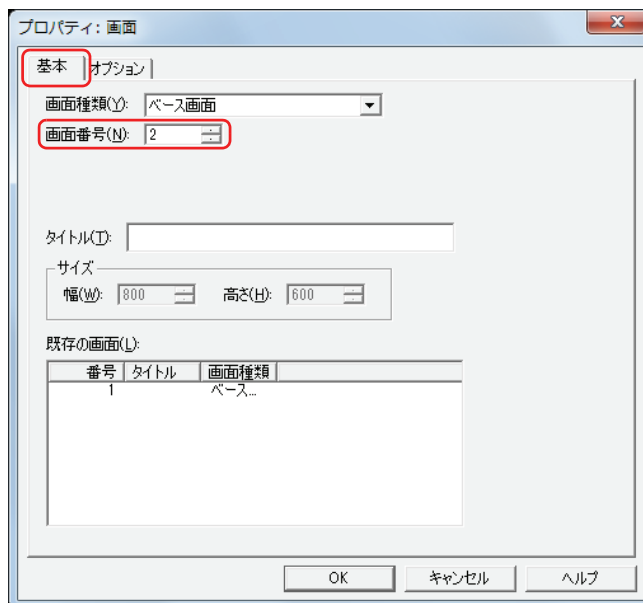 プロパティ: 画面
基本 オプション
画面種類(Y): ベース画面
画面番号(N): 2
タイトル(T):
サイズ
幅(W): 800 高さ(H): 600
既存の画面(L):
番号 タイトル 画面種類
1 ベース...
OK キャンセル ヘルプ